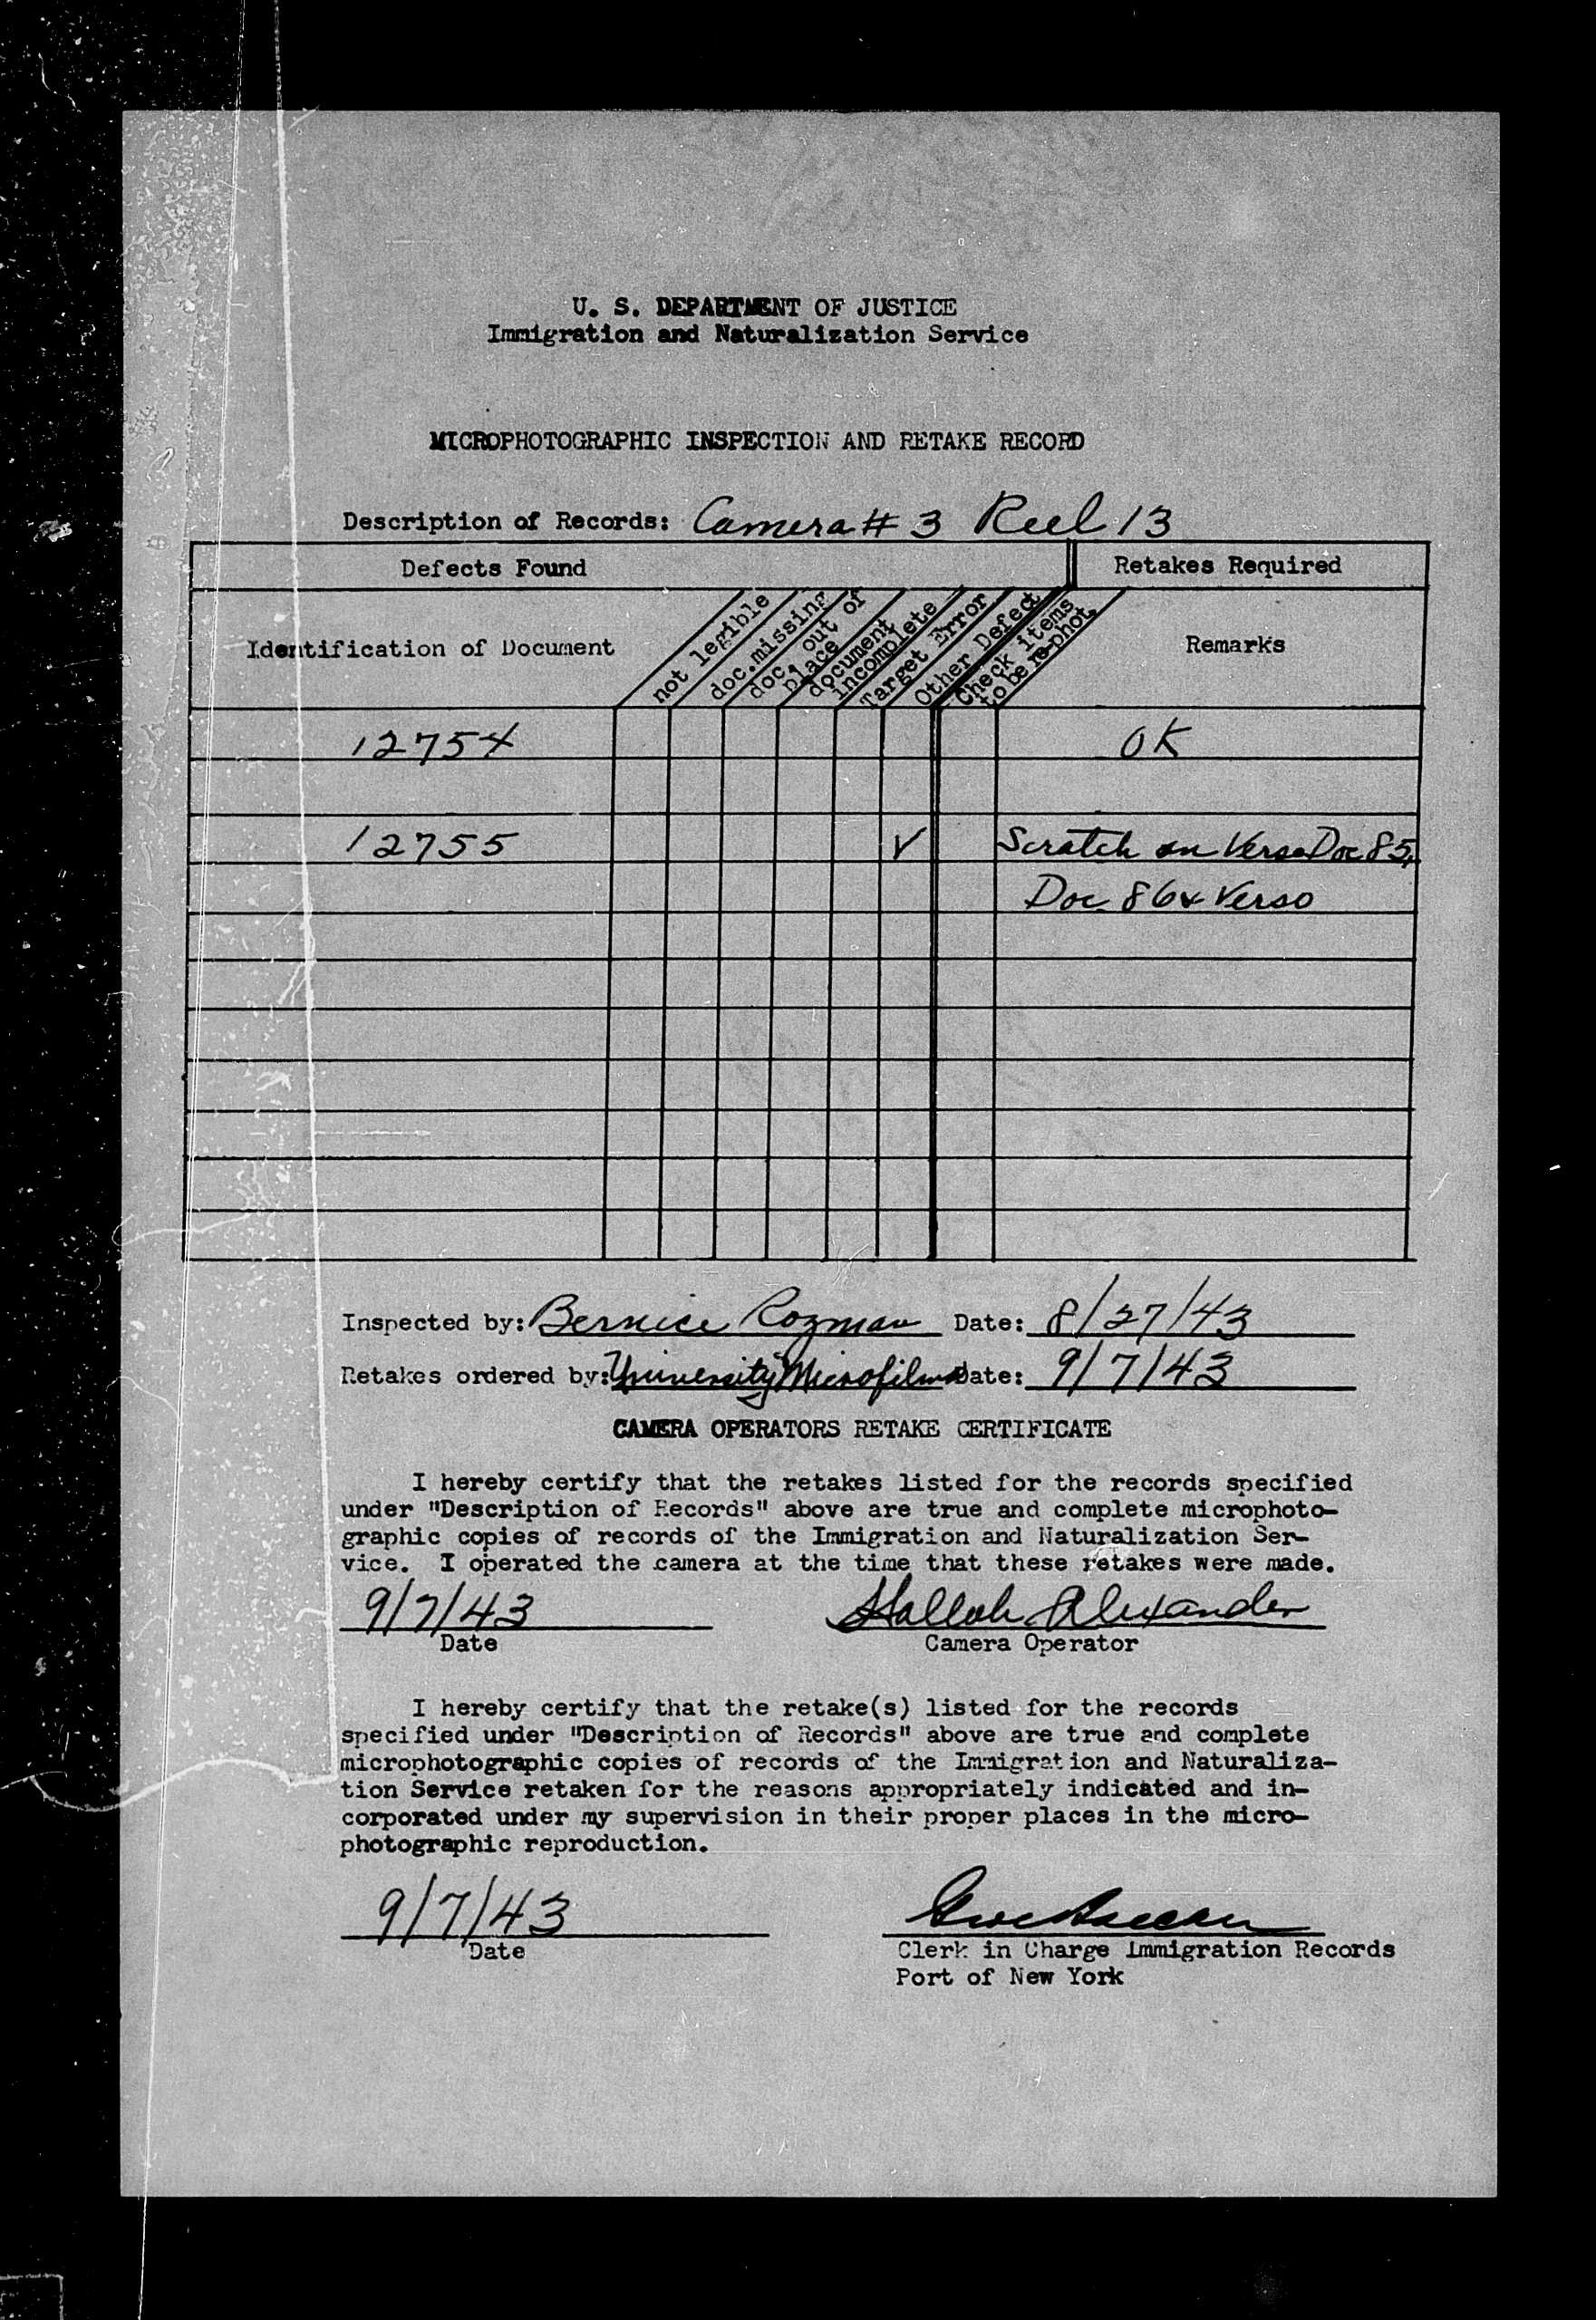 U. S. DEPARTMENT OF JUSTICE
Immigration and Naturalization Service
MICROPHOTOGRAPHIC INSPECTION AND RETAKE RECORD
Description of Records: Camera # 3 Reel 13
Defects Found
Retakes Required
Identification of Document
not legible
doc. missing
doc. out of
place
document
incomplete
Target Error
Other Defect
Check items
to be re-phot.
Remarks
12754 OK
12755 ✓ Scratch on Verso Doc 85,
Doc 86 & Verso
Inspected by: Bernice Rozman Date: 8/27/43
Retakes ordered by: University Microfilms Date: 9/7/43
CAMERA OPERATORS RETAKE CERTIFICATE
I hereby certify that the retakes listed for the records specified
under "Description of Records" above are true and complete microphoto-
graphic copies of records of the Immigration and Naturalization Ser-
vice. I operated the camera at the time that these retakes were made.
9/7/43 Alexander
Date Camera Operator
I hereby certify that the retake(s) listed for the records
specified under "Description of Records" above are true and complete
microphotographic copies of records of the Immigration and Naturaliza-
tion Service retaken for the reasons appropriately indicated and in-
corporated under my supervision in their proper places in the micro-
photographic reproduction.
9/7/43
Date
Clerk in Charge Immigration Records
Port of New York